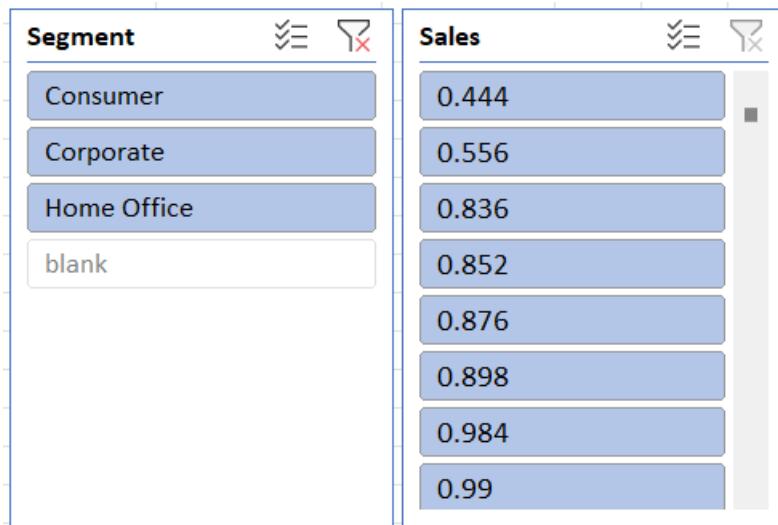 Segment
Consumer
Corporate
Home Office
blank
Sales
0.444
0.556
0.836
0.852
0.876
0.898
0.984
0.99